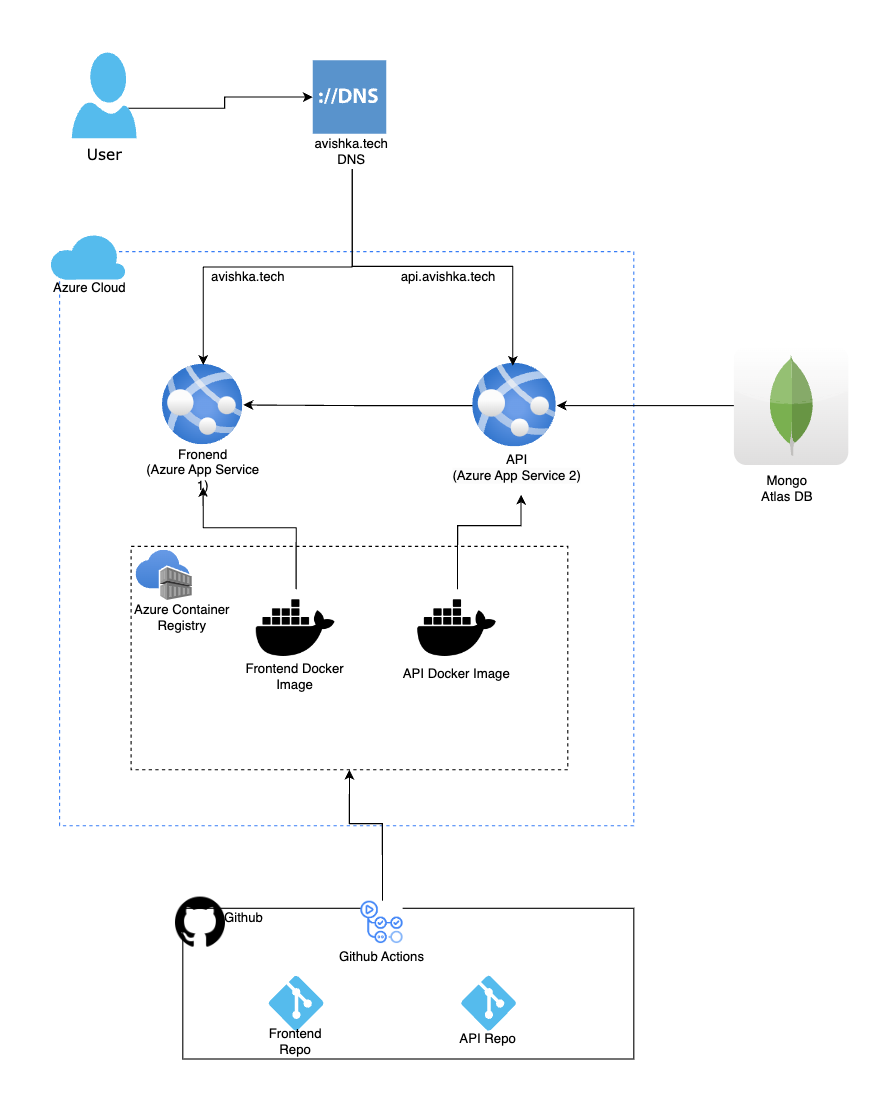 ://DNS
avishka.tech
DNS
User
Azure Cloud
avishka.tech
api.avishka.tech
Fronend
(Azure App Service
1)
API
(Azure App Service 2)
Mongo
Atlas DB
Azure Container
Registry
Frontend Docker
Image
API Docker Image
Github
Github Actions
Frontend
Repo
API Repo